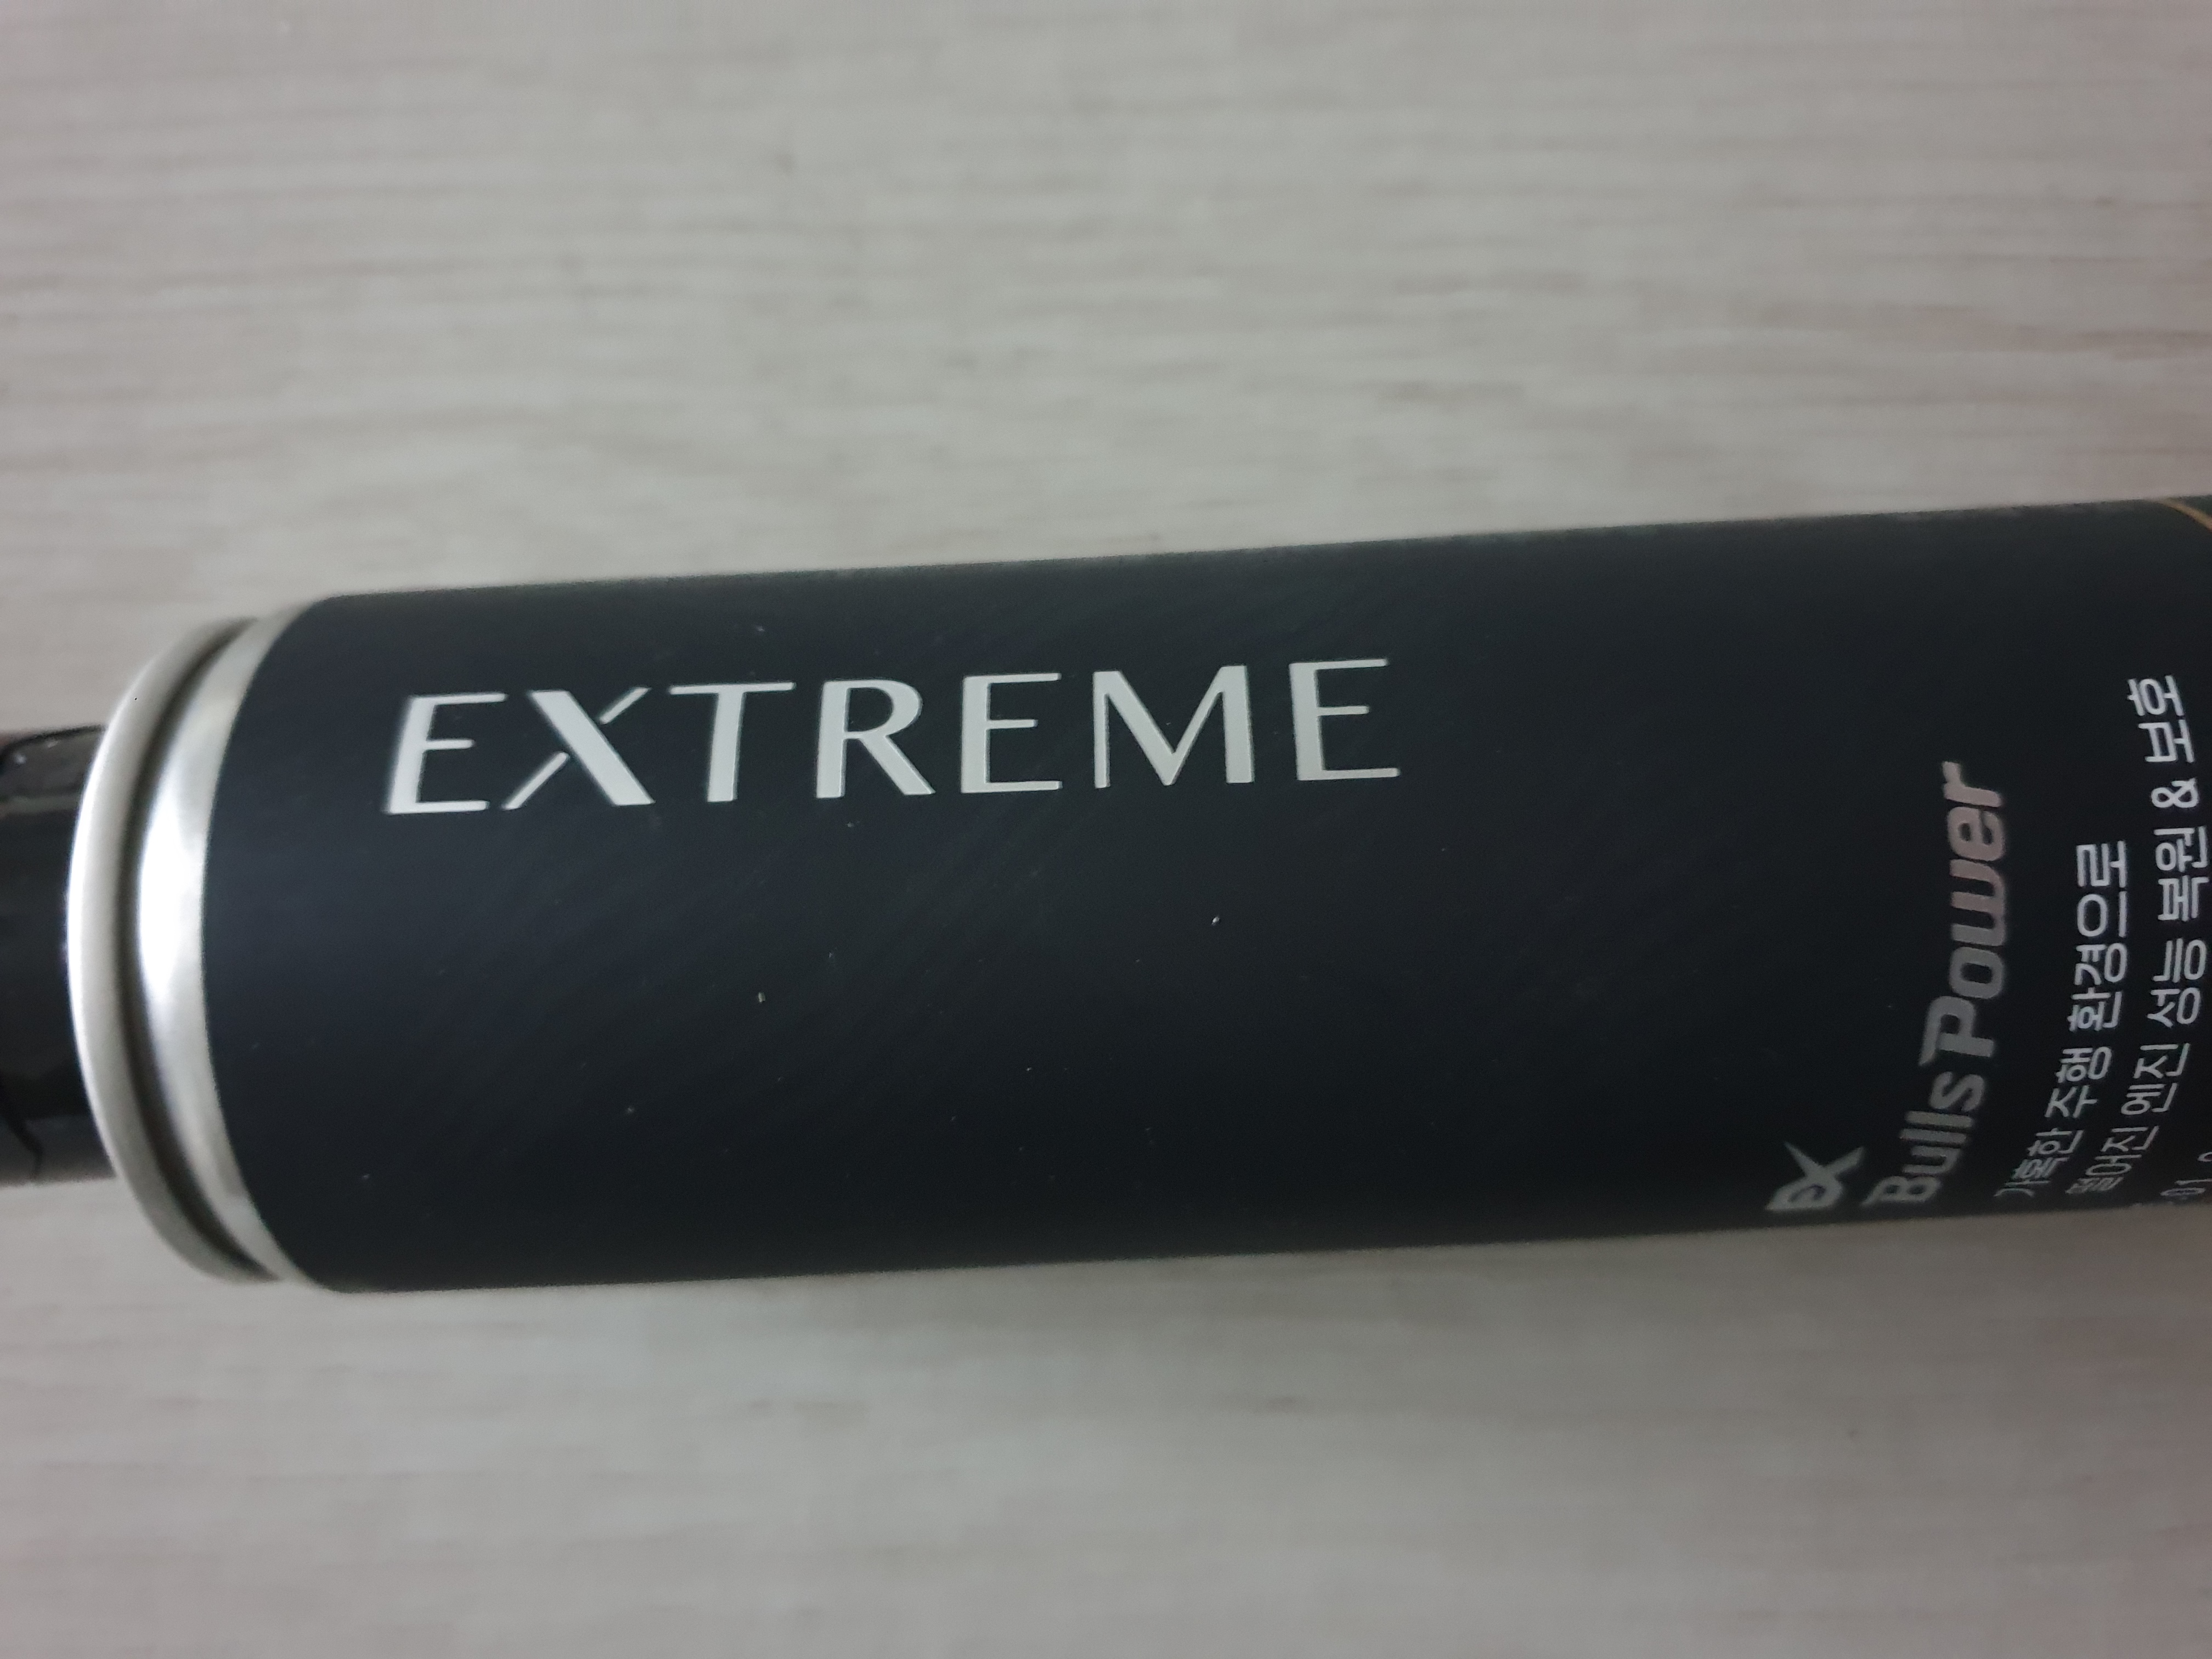 EXTREME
EX
Bulls Power
가혹한 주행 환경으로
떨어진 엔진 성능 복원 & 보호